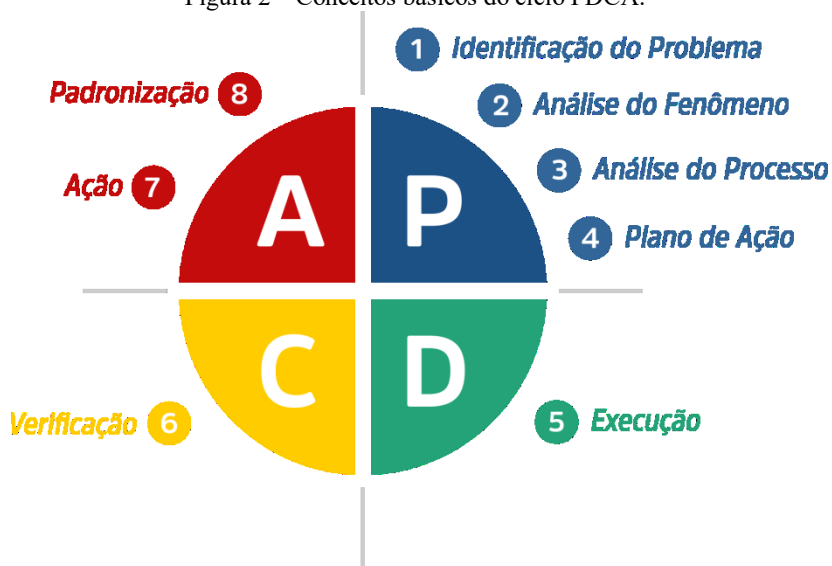 Figura 2 – Conceitos básicos do ciclo PDCA.
1 Identificação do Problema
2 Análise do Fenômeno
3 Análise do Processo
4 Plano de Ação
5 Execução
6 Verificação
7 Ação
8 Padronização
A P
C D